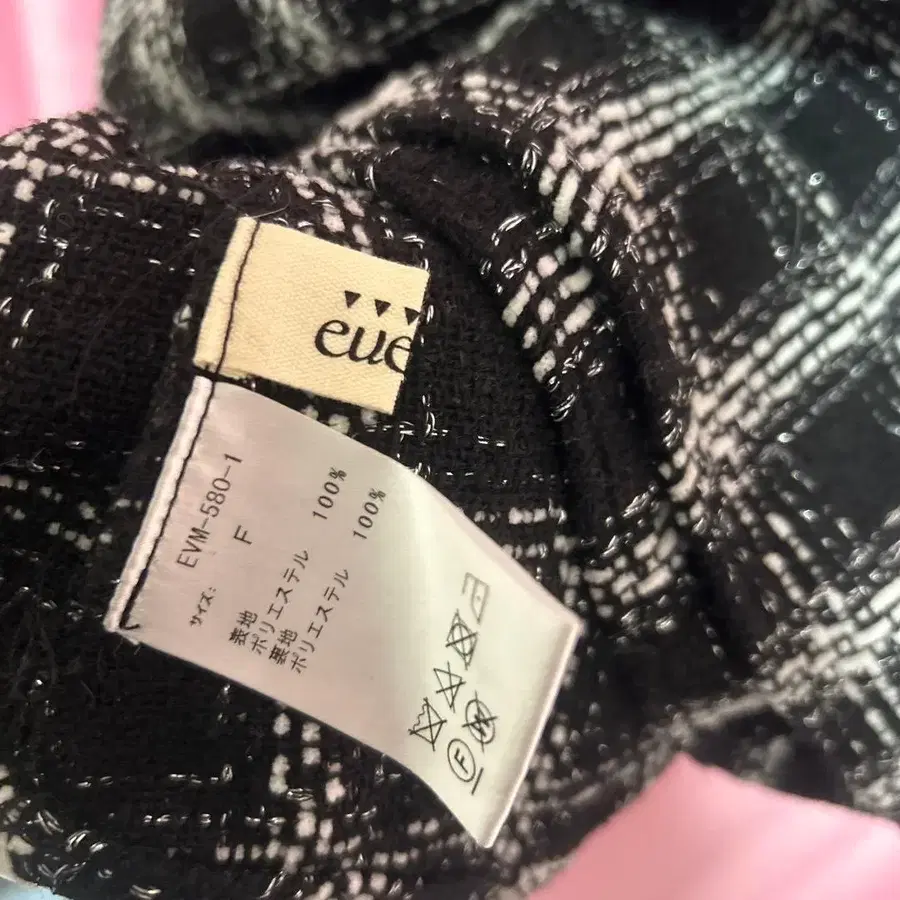 eue
EVM-580-1
サイズ: F
表地
ポリエステル 100%
裏地
ポリエステル 100%
F
W